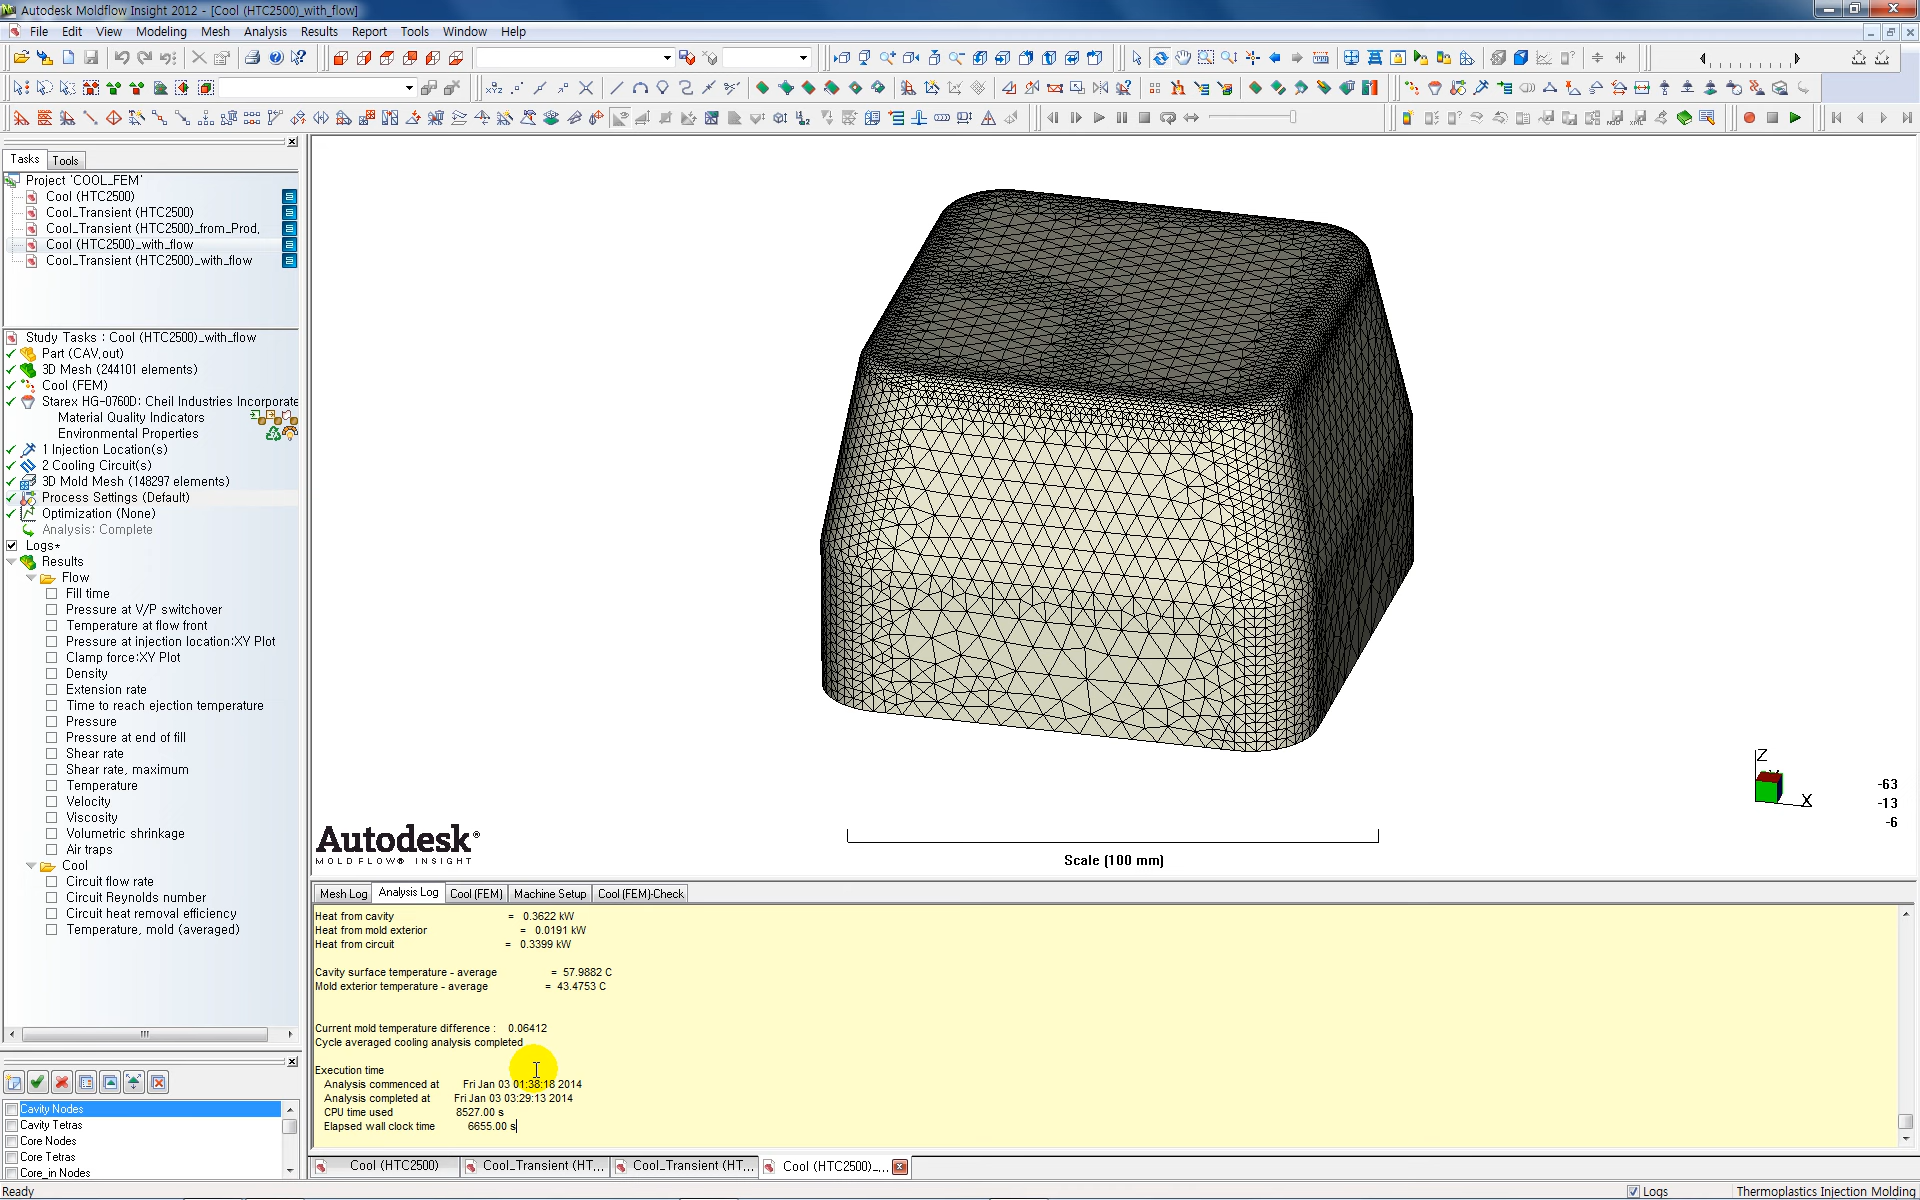 Autodesk Moldflow Insight 2012 - [Cool (HTC2500)_with_flow]
File Edit View Modeling Mesh Analysis Results Report Tools Window Help
Tasks Tools
Project 'COOL_FEM'
Cool (HTC2500)
Cool_Transient (HTC2500)
Cool_Transient (HTC2500)_from_Prod.
Cool (HTC2500)_with_flow
Cool_Transient (HTC2500)_with_flow
Study Tasks : Cool (HTC2500)_with_flow
Part (CAV.out)
3D Mesh (244101 elements)
Cool (FEM)
Starex HG-0760D: Cheil Industries Incorporate
Material Quality Indicators
Environmental Properties
1 Injection Location(s)
2 Cooling Circuit(s)
3D Mold Mesh (148297 elements)
Process Settings (Default)
Optimization (None)
Analysis: Complete
Logs*
Results
Flow
Fill time
Pressure at V/P switchover
Temperature at flow front
Pressure at injection location:XY Plot
Clamp force:XY Plot
Density
Extension rate
Time to reach ejection temperature
Pressure
Pressure at end of fill
Shear rate
Shear rate, maximum
Temperature
Velocity
Viscosity
Volumetric shrinkage
Air traps
Cool
Circuit flow rate
Circuit Reynolds number
Circuit heat removal efficiency
Temperature, mold (averaged)
Cavity Nodes
Cavity Tetras
Core Nodes
Core Tetras
Core_in Nodes
Z
X
-63
-13
-6
Autodesk®
MOLDFLOW® INSIGHT
Scale (100 mm)
Mesh Log Analysis Log Cool (FEM) Machine Setup Cool (FEM)-Check
Heat from cavity = 0.3622 kW
Heat from mold exterior = 0.0191 kW
Heat from circuit = 0.3399 kW
Cavity surface temperature - average = 57.9882 C
Mold exterior temperature - average = 43.4753 C
Current mold temperature difference : 0.06412
Cycle averaged cooling analysis completed
Execution time
Analysis commenced at Fri Jan 03 01:38:18 2014
Analysis completed at Fri Jan 03 03:29:13 2014
CPU time used 8527.00 s
Elapsed wall clock time 6655.00 s
Cool (HTC2500) Cool_Transient (HT... Cool_Transient (HT... Cool (HTC2500)_...
Ready Logs Thermoplastics Injection Molding